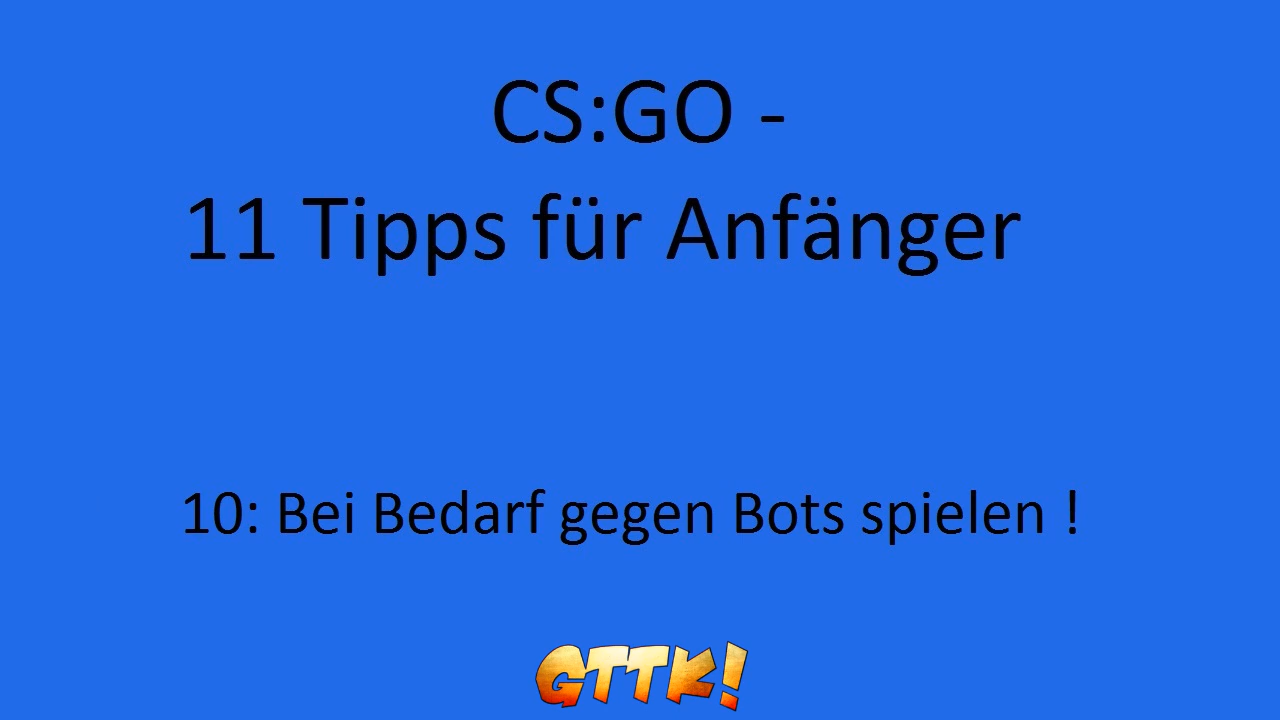 CS:GO -
11 Tipps für Anfänger
10: Bei Bedarf gegen Bots spielen !
GTTK!